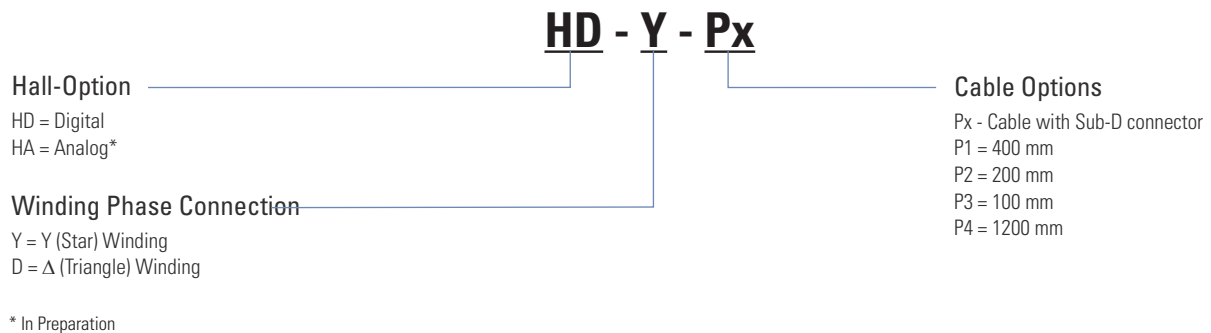 HD - Y - Px
Hall-Option
HD = Digital
HA = Analog*
Winding Phase Connection
Y = Y (Star) Winding
D = Δ (Triangle) Winding
Cable Options
Px - Cable with Sub-D connector
P1 = 400 mm
P2 = 200 mm
P3 = 100 mm
P4 = 1200 mm
* In Preparation